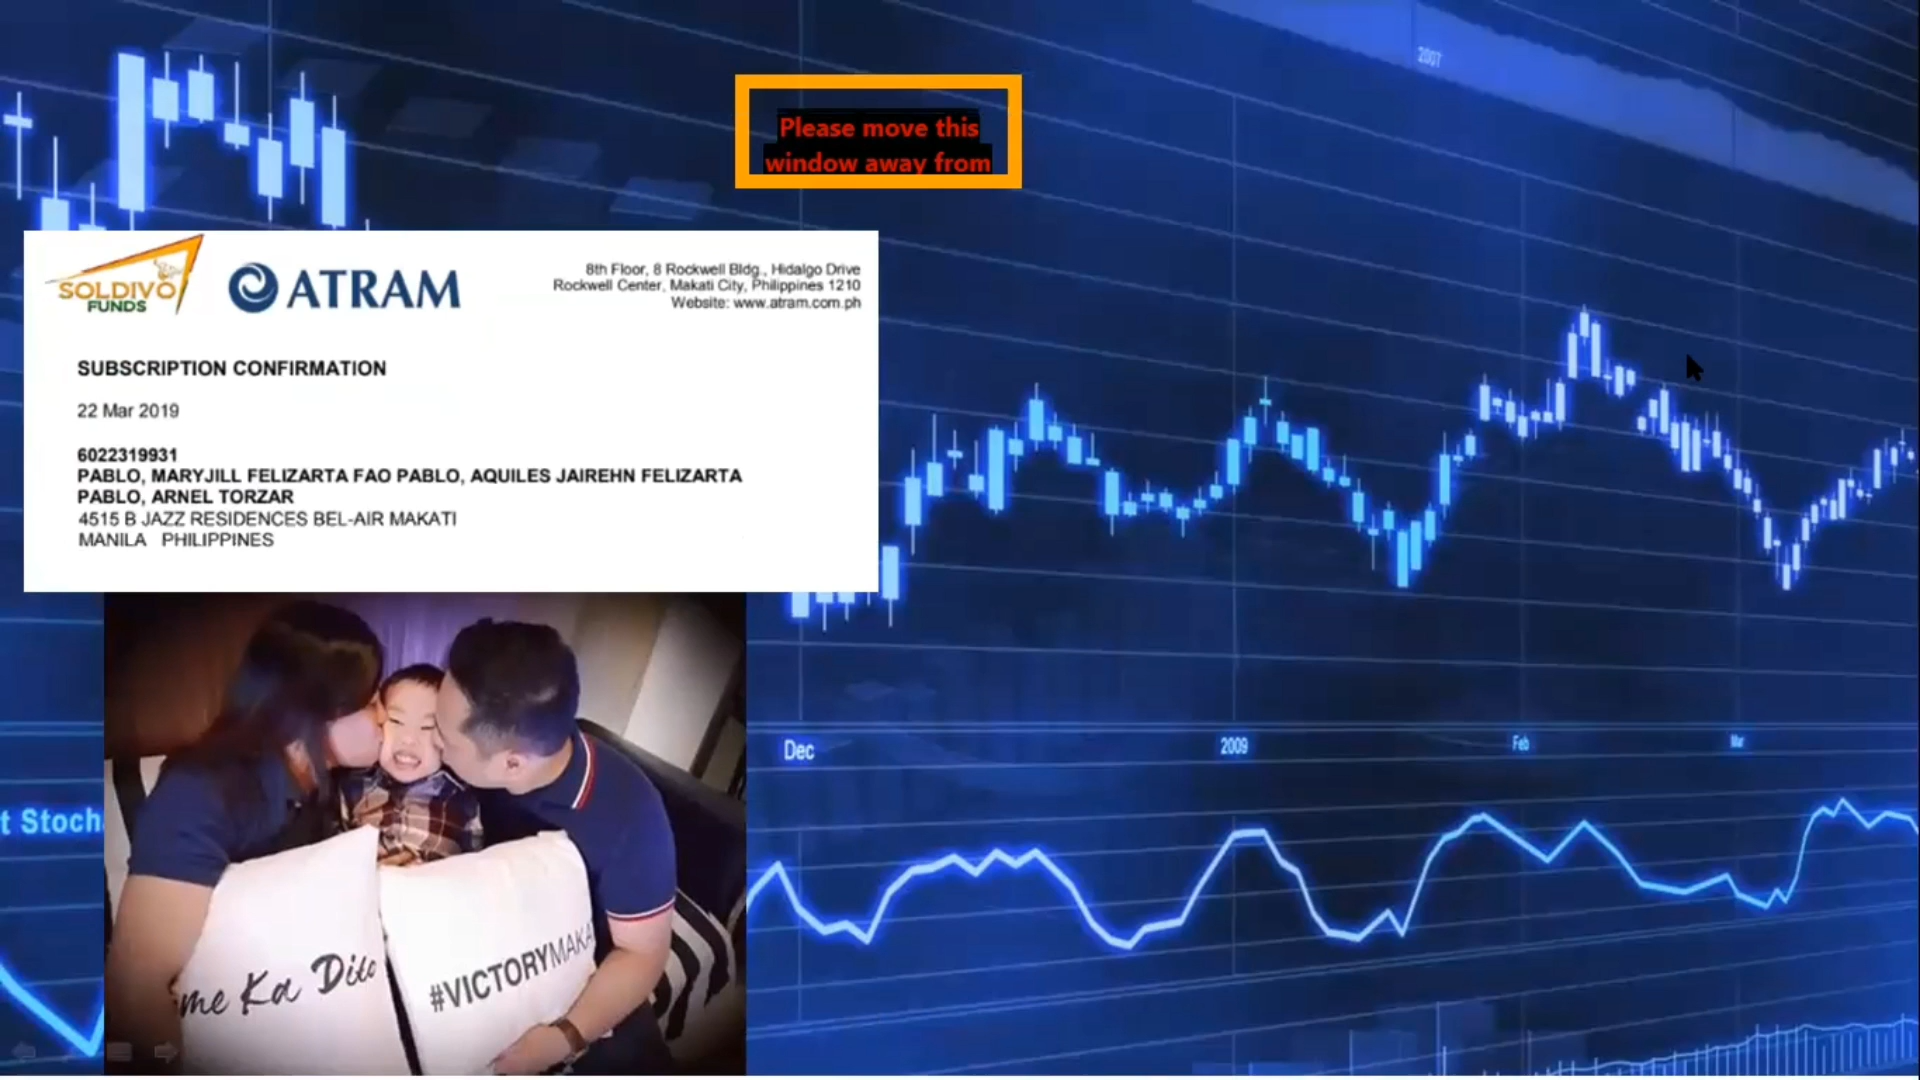 2007
Please move this
window away from
SOLDIVO
FUNDS
ATRAM
8th Floor, 8 Rockwell Bldg., Hidalgo Drive
Rockwell Center, Makati City, Philippines 1210
Website: www.atram.com.ph
SUBSCRIPTION CONFIRMATION
22 Mar 2019
6022319931
PABLO, MARYJILL FELIZARTA FAO PABLO, AQUILES JAIREHN FELIZARTA
PABLO, ARNEL TORZAR
4515 B JAZZ RESIDENCES BEL-AIR MAKATI
MANILA PHILIPPINES
Dec 2009 Feb Mar
t Stoch
me Ka Dito
#VICTORYMAKA